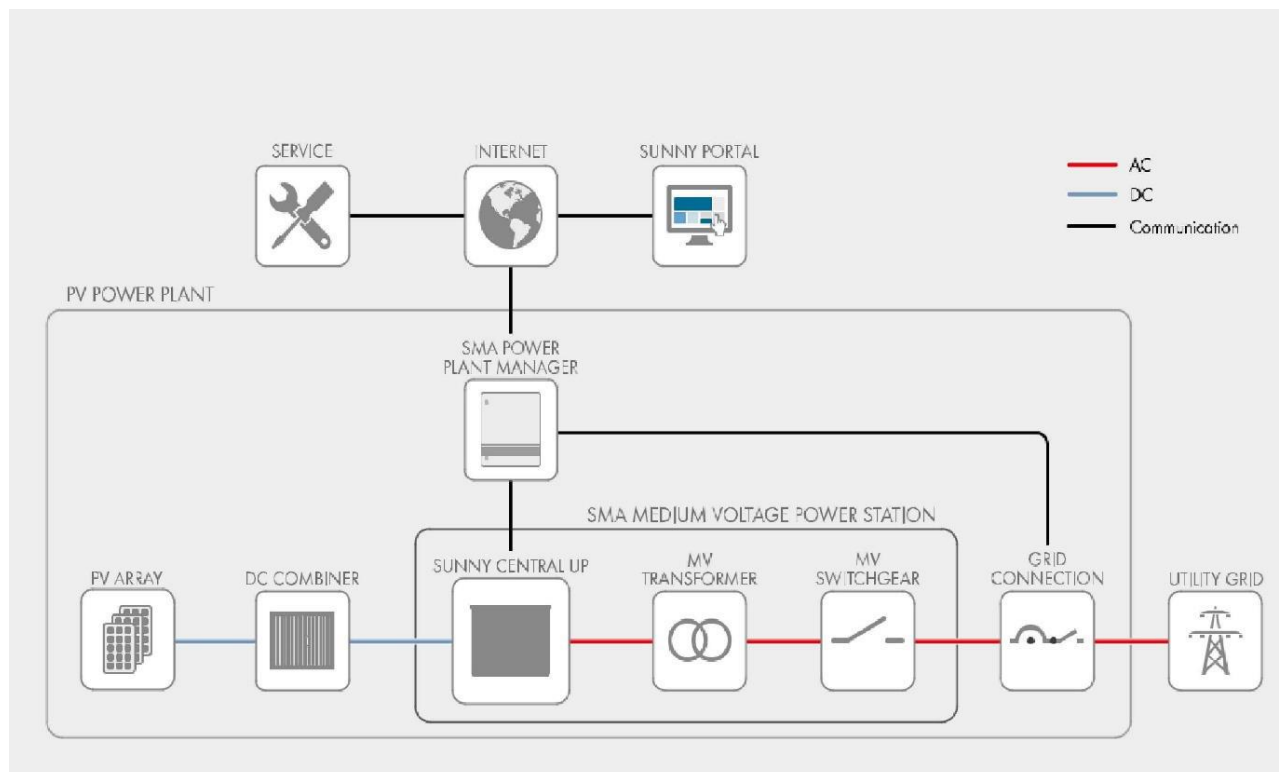 SERVICE
INTERNET
SUNNY PORTAL
AC
DC
Communication
PV POWER PLANT
SMA POWER
PLANT MANAGER
SMA MEDIUM VOLTAGE POWER STATION
PV ARRAY
DC COMBINER
SUNNY CENTRAL UP
MV
TRANSFORMER
MV
SWITCHGEAR
GRID
CONNECTION
UTILITY GRID